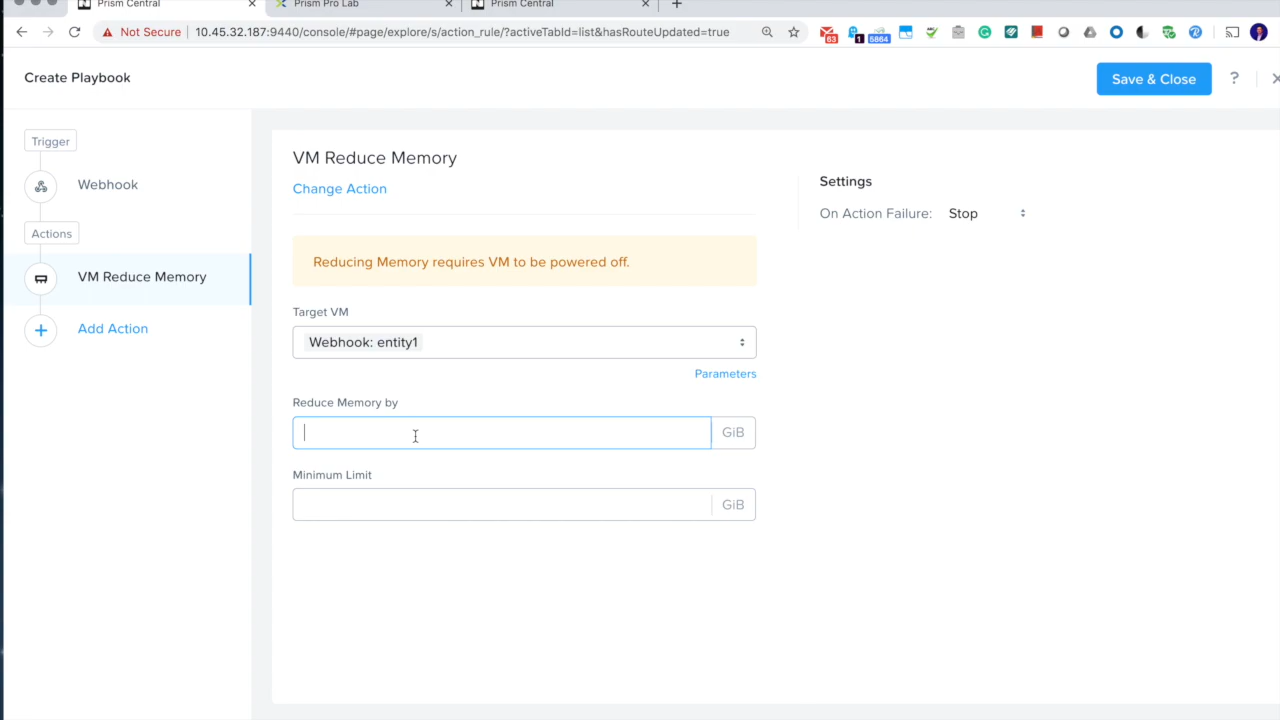 Prism Central
Prism Pro Lab
Prism Central
Not Secure
10.45.32.187:9440/console/#page/explore/s/action_rule/?activeTabId=list&hasRouteUpdated=true
63
1
5864
Create Playbook
Save & Close
?
Trigger
Webhook
Actions
VM Reduce Memory
Add Action
VM Reduce Memory
Change Action
Reducing Memory requires VM to be powered off.
Target VM
Webhook: entity1
Parameters
Reduce Memory by
GiB
Minimum Limit
GiB
Settings
On Action Failure: Stop